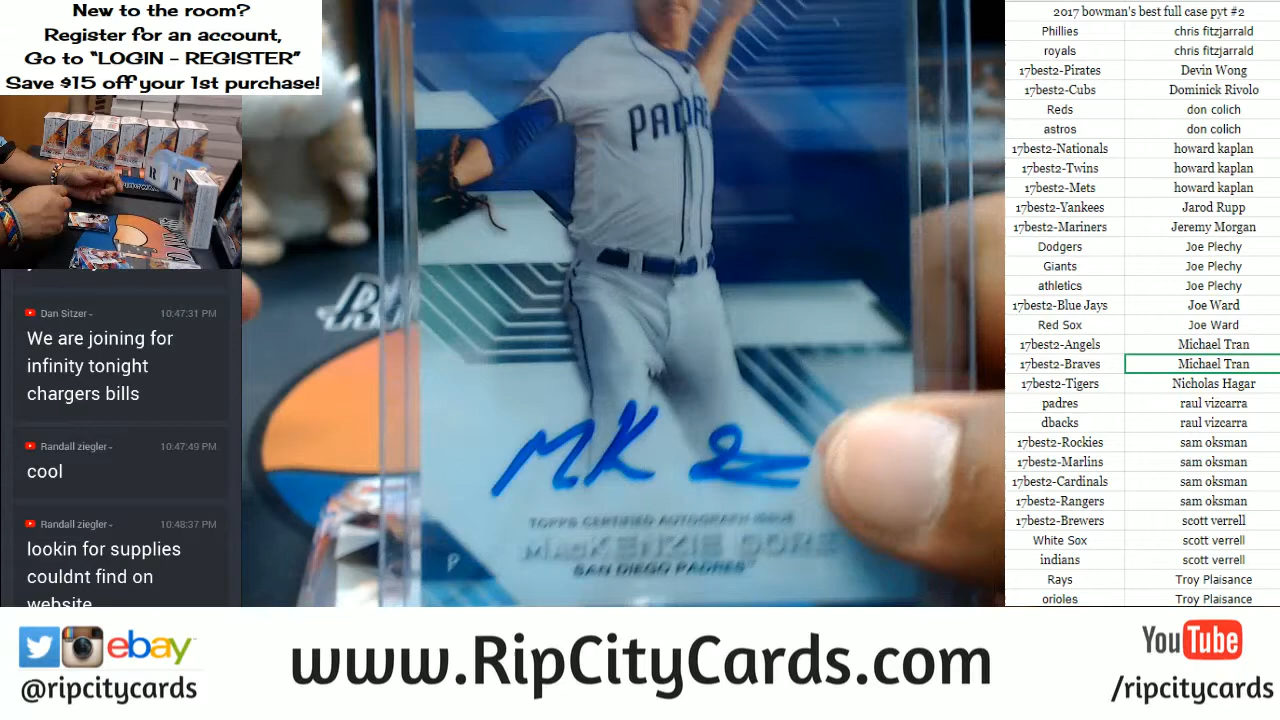 New to the room?
Register for an account,
Go to “LOGIN - REGISTER”
Save $15 off your 1st purchase!
Dan Sitzer 10:47:31 PM
We are joining for
infinity tonight
chargers bills
Randall ziegler 10:47:49 PM
cool
Randall ziegler 10:48:37 PM
lookin for supplies
couldnt find on
website
PADRE
MK
TOPPS CERTIFIED AUTOGRAPH ISSUE
MacKENZIE GORE
SAN DIEGO PADRES
P
2017 bowman's best full case pyt #2
Phillies chris fitzjarrald
royals chris fitzjarrald
17best2-Pirates Devin Wong
17best2-Cubs Dominick Rivolo
Reds don colich
astros don colich
17best2-Nationals howard kaplan
17best2-Twins howard kaplan
17best2-Mets howard kaplan
17best2-Yankees Jarod Rupp
17best2-Mariners Jeremy Morgan
Dodgers Joe Plechy
Giants Joe Plechy
athletics Joe Plechy
17best2-Blue Jays Joe Ward
Red Sox Joe Ward
17best2-Angels Michael Tran
17best2-Braves Michael Tran
17best2-Tigers Nicholas Hagar
padres raul vizcarra
dbacks raul vizcarra
17best2-Rockies sam oksman
17best2-Marlins sam oksman
17best2-Cardinals sam oksman
17best2-Rangers sam oksman
17best2-Brewers scott verrell
White Sox scott verrell
indians scott verrell
Rays Troy Plaisance
orioles Troy Plaisance
ebay
@ripcitycards
www.RipCityCards.com
YouTube
/ripcitycards